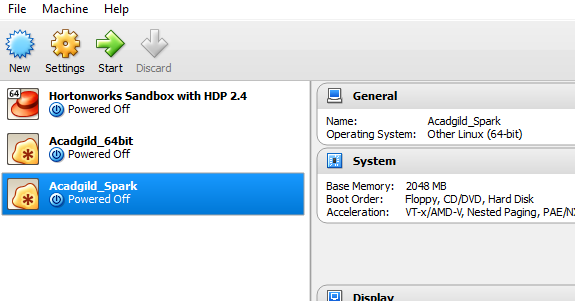 File Machine Help
New Settings Start Discard
64 Hortonworks Sandbox with HDP 2.4
Powered Off
Acadgild_64bit
Powered Off
Acadgild_Spark
Powered Off
General
Name: Acadgild_Spark
Operating System: Other Linux (64-bit)
System
Base Memory: 2048 MB
Boot Order: Floppy, CD/DVD, Hard Disk
Acceleration: VT-x/AMD-V, Nested Paging, PAE/NX
Display